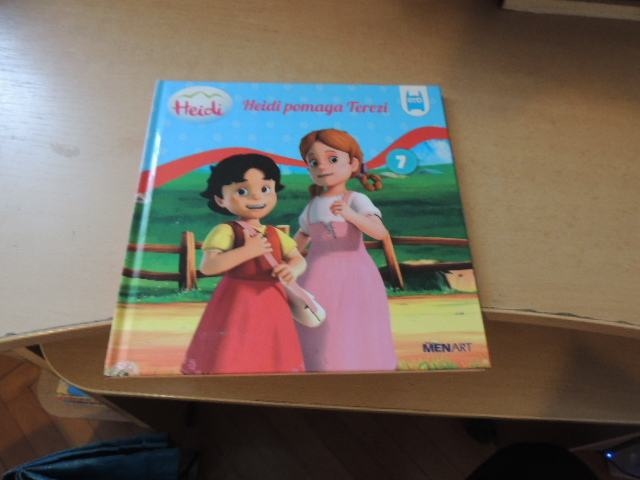 Heidi
Heidi pomaga Terezi
7
MENART